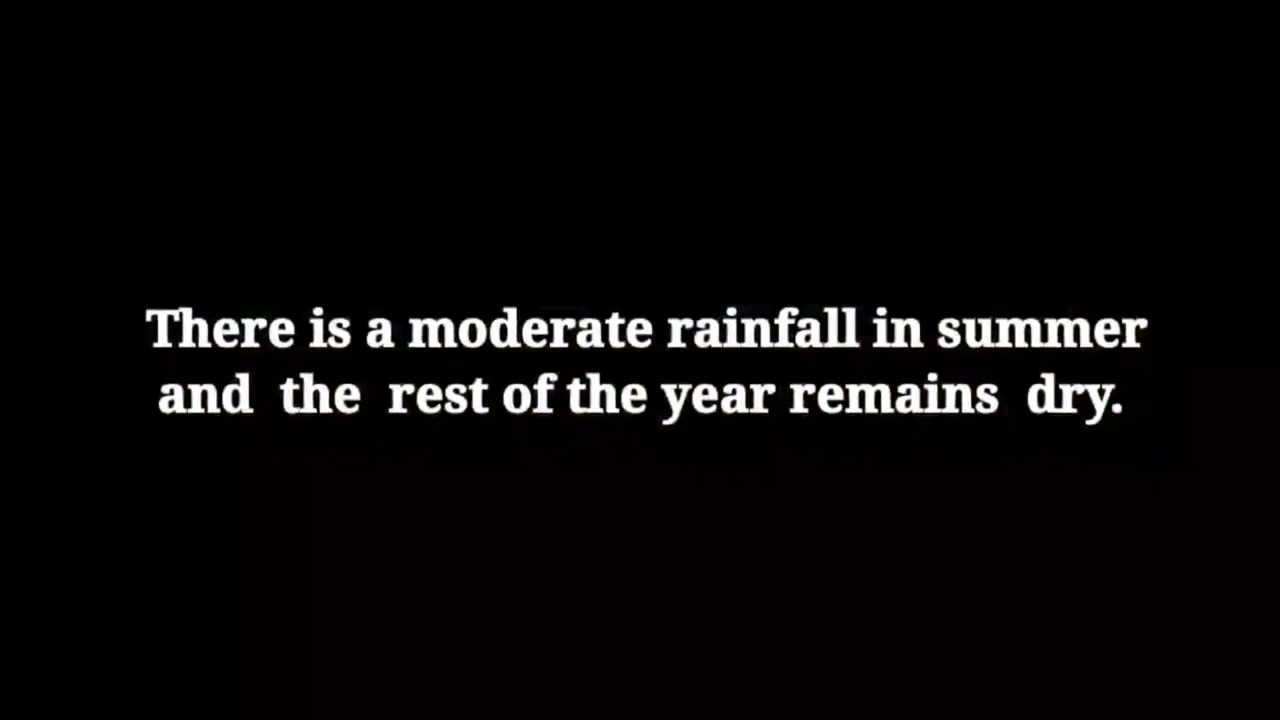 There is a moderate rainfall in summer
and the rest of the year remains dry.